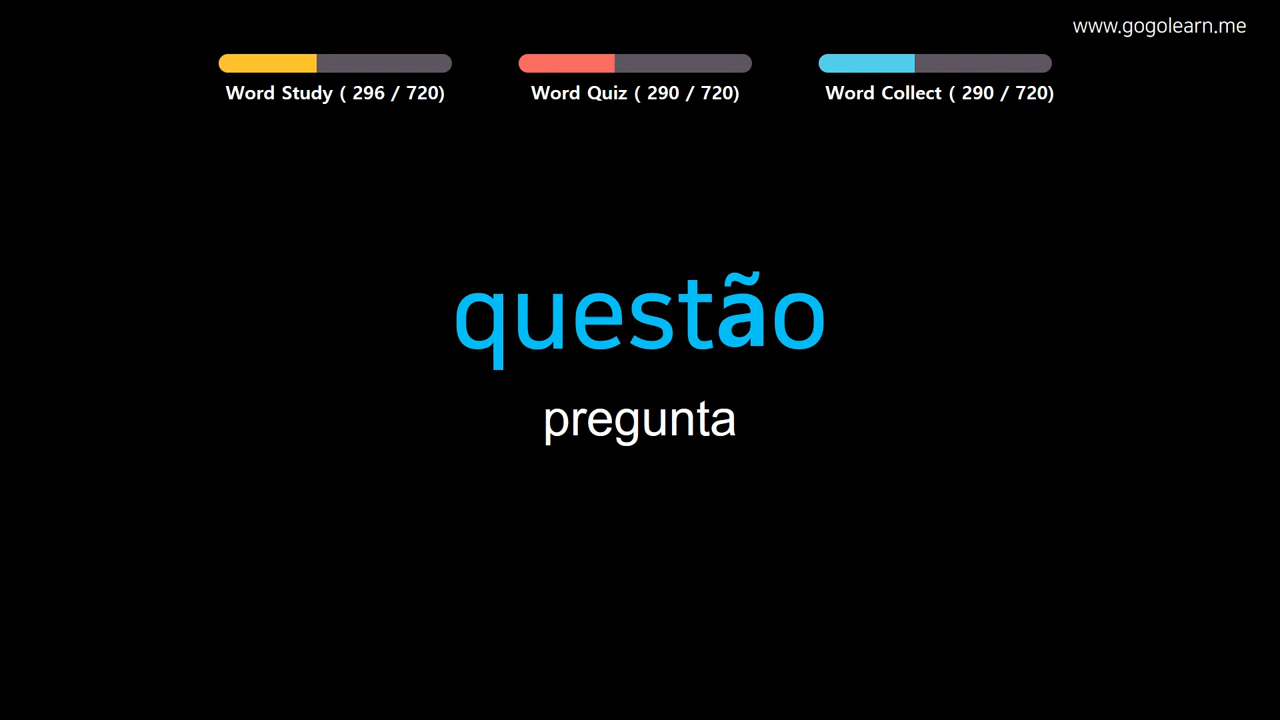 www.gogolearn.me
Word Study ( 296 / 720)
Word Quiz ( 290 / 720)
Word Collect ( 290 / 720)
questão
pregunta